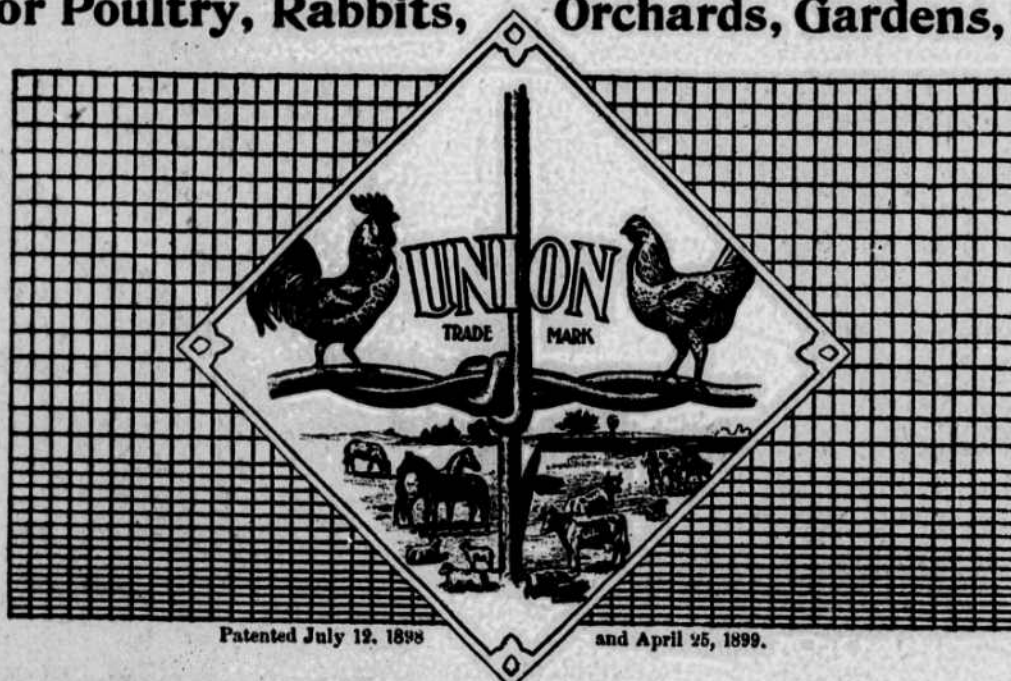 or Poultry, Rabbits, Orchards, Gardens,
UNION
TRADE MARK
Patented July 12, 1898 and April 25, 1899.